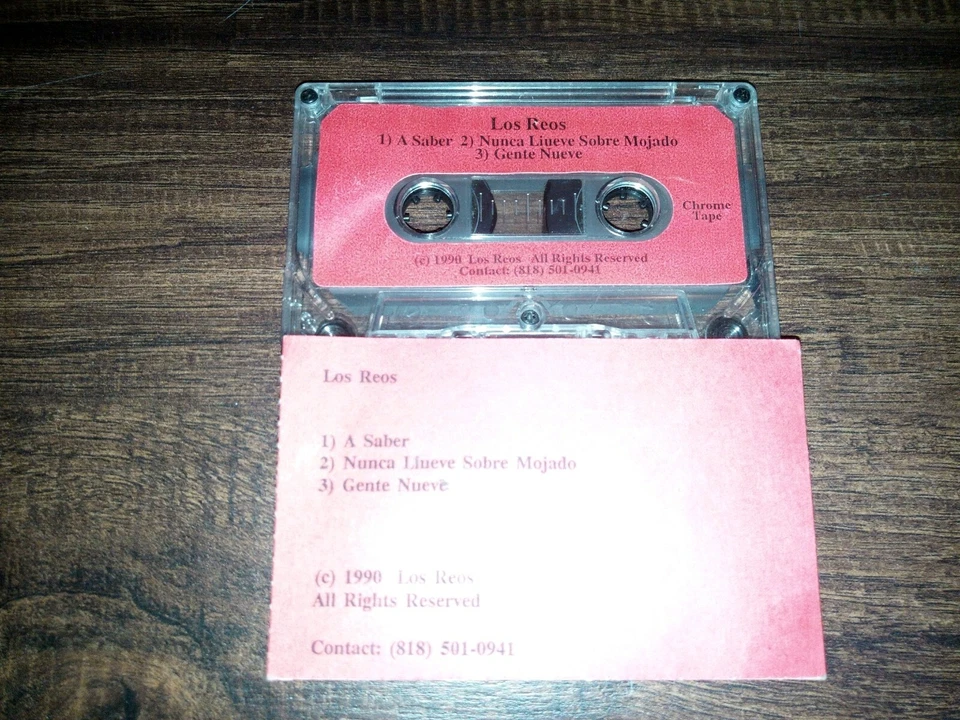 Los Reos
1) A Saber 2) Nunca Liueve Sobre Mojado
3) Gente Nueve
Chrome
Tape
(c) 1990 Los Reos All Rights Reserved
Contact: (818) 501-0941
Los Reos
1) A Saber
2) Nunca Liueve Sobre Mojado
3) Gente Nueve
(c) 1990 Los Reos
All Rights Reserved
Contact: (818) 501-0941